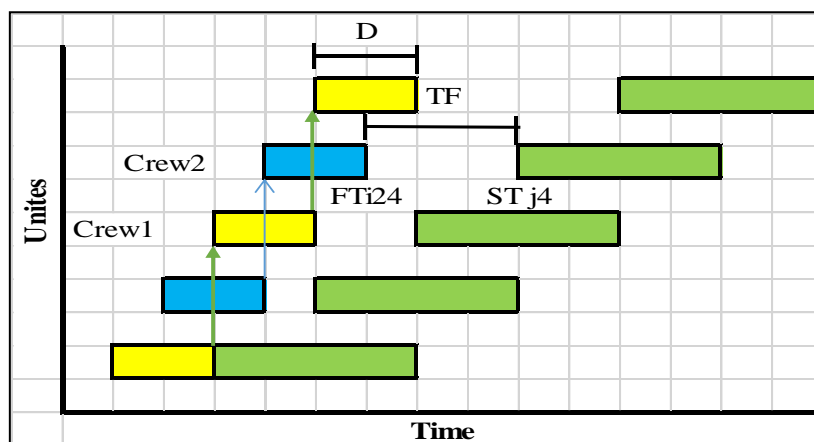 D
TF
Crew2
FTi24
ST j4
Crew1
Unites
Time